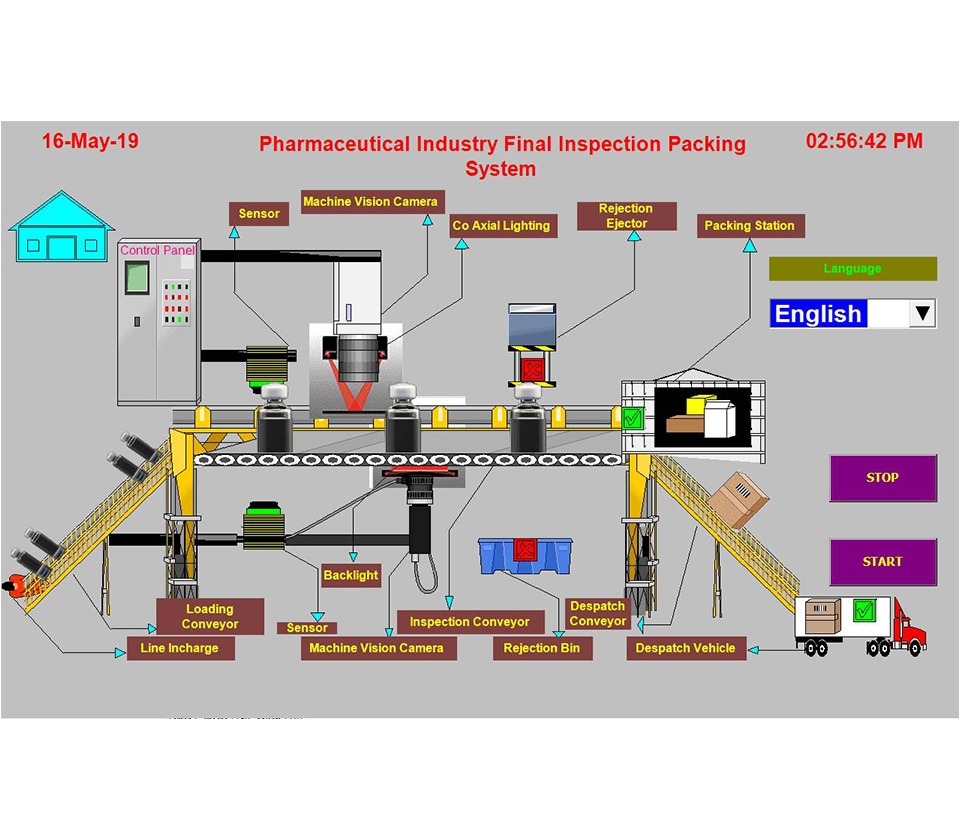 16-May-19
Pharmaceutical Industry Final Inspection Packing
System
02:56:42 PM
Sensor
Machine Vision Camera
Co Axial Lighting
Rejection
Ejector
Packing Station
Control Panel
Language
English
STOP
START
Backlight
Loading
Conveyor
Sensor
Inspection Conveyor
Despatch
Conveyor
Line Incharge
Machine Vision Camera
Rejection Bin
Despatch Vehicle